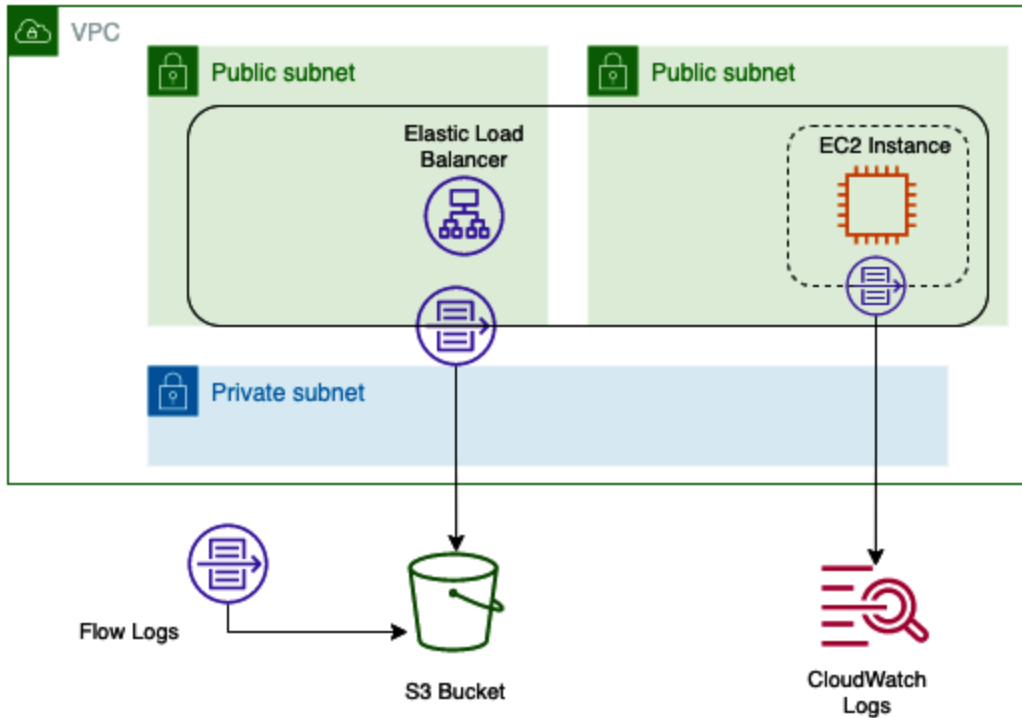 VPC
Public subnet
Public subnet
Elastic Load
Balancer
EC2 Instance
Private subnet
Flow Logs
S3 Bucket
CloudWatch
Logs